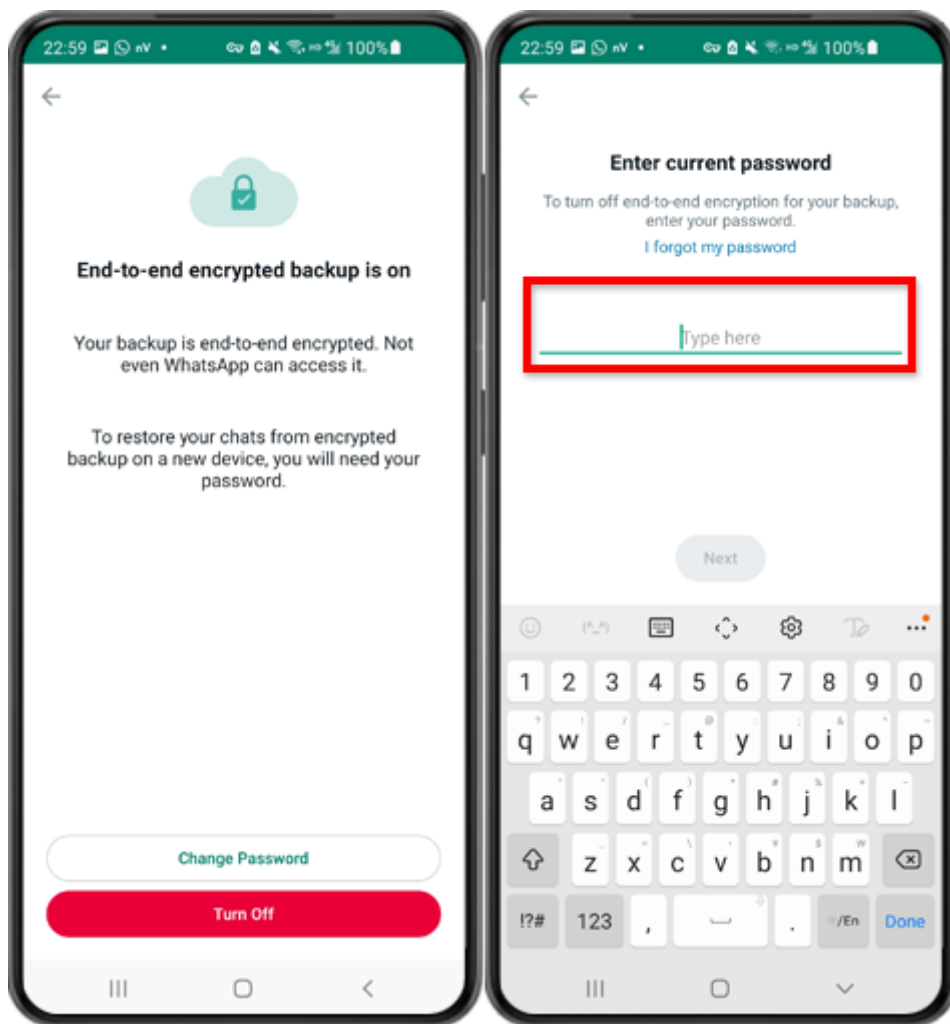 22:59
100%
End-to-end encrypted backup is on
Your backup is end-to-end encrypted. Not
even WhatsApp can access it.
To restore your chats from encrypted
backup on a new device, you will need your
password.
Change Password
Turn Off
22:59
100%
Enter current password
To turn off end-to-end encryption for your backup,
enter your password.
I forgot my password
Type here
Next
(^_^)
1 2 3 4 5 6 7 8 9 0
q w e r t y u i o p
a s d f g h j k l
z x c v b n m
!?# 123 , . /En Done